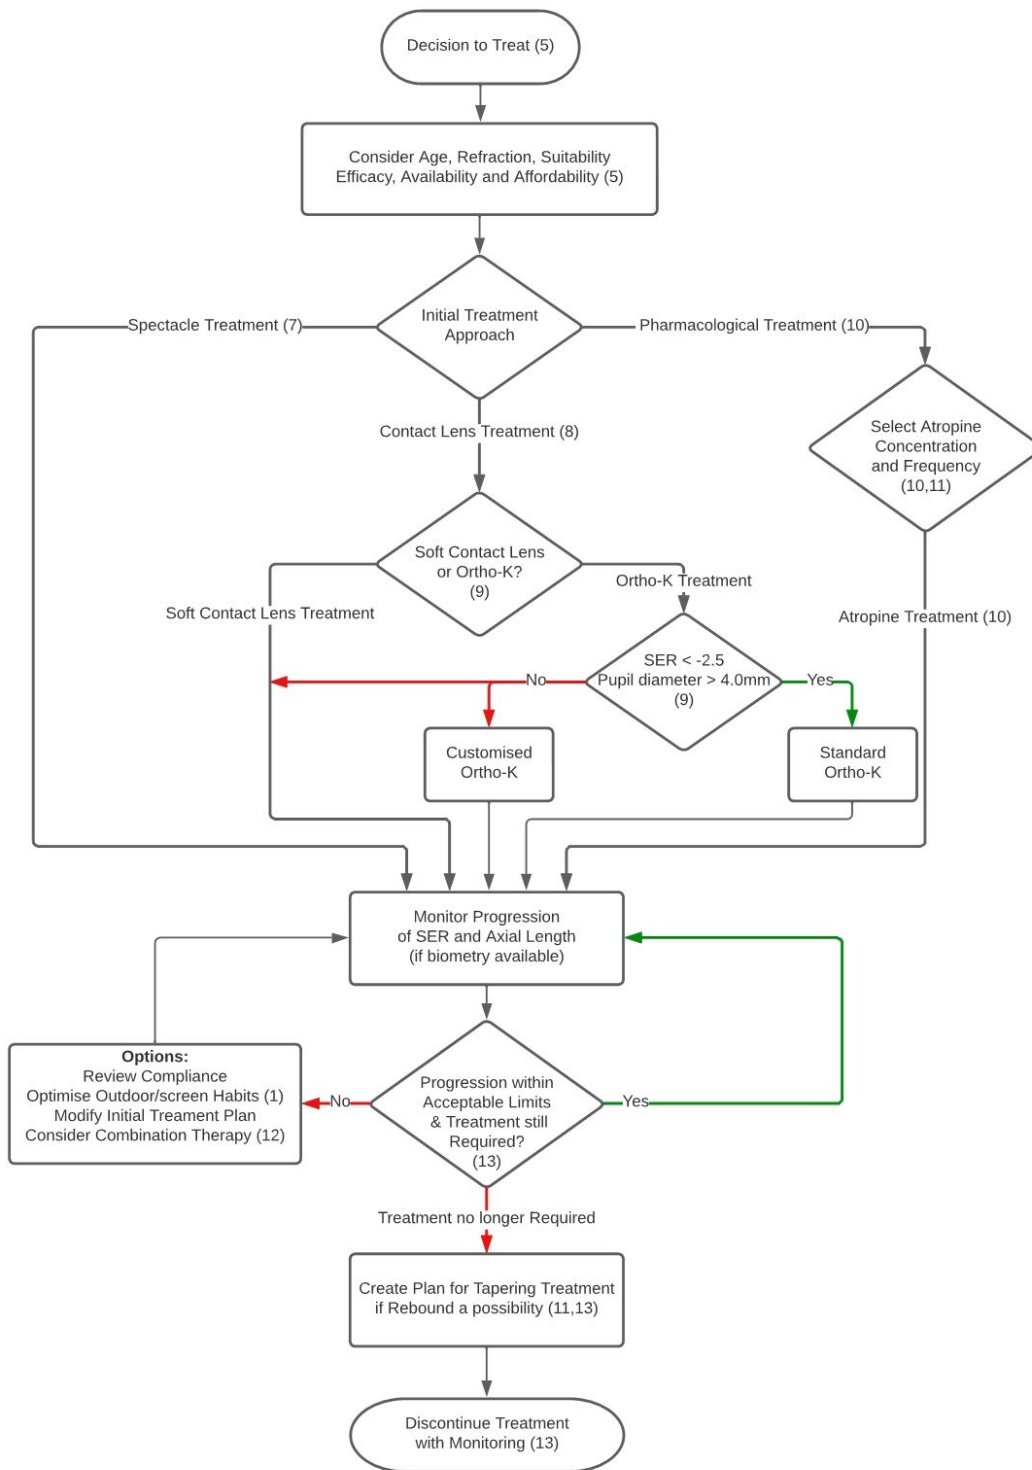 Decision to Treat (5)
Consider Age, Refraction, Suitability
Efficacy, Availability and Affordability (5)
Initial Treatment
Approach
Spectacle Treatment (7)
Pharmacological Treatment (10)
Contact Lens Treatment (8)
Select Atropine
Concentration
and Frequency
(10,11)
Soft Contact Lens
or Ortho-K?
(9)
Ortho-K Treatment
Soft Contact Lens Treatment
Atropine Treatment (10)
SER < -2.5
Pupil diameter > 4.0mm
(9)
No
Yes
Customised
Ortho-K
Standard
Ortho-K
Monitor Progression
of SER and Axial Length
(if biometry available)
Options:
Review Compliance
Optimise Outdoor/screen Habits (1)
Modify Initial Treament Plan
Consider Combination Therapy (12)
No
Progression within
Acceptable Limits
& Treatment still
Required?
(13)
Yes
Treatment no longer Required
Create Plan for Tapering Treatment
if Rebound a possibility (11,13)
Discontinue Treatment
with Monitoring (13)